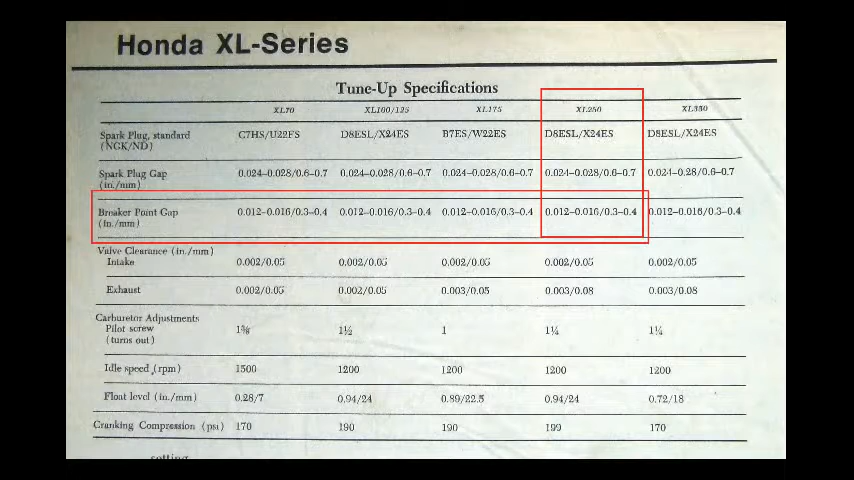 Honda XL-Series
Tune-Up Specifications
XL70 XL100/125 XL175 XL250 XL350
Spark Plug, standard C7HS/U22FS D8ESL/X24ES B7ES/W22ES D8ESL/X24ES D8ESL/X24ES
(NGK/ND)
Spark Plug Gap 0.024–0.028/0.6–0.7 0.024–0.028/0.6–0.7 0.024–0.028/0.6–0.7 0.024–0.028/0.6–0.7 0.024–0.28/0.6–0.7
(in./mm)
Breaker Point Gap 0.012–0.016/0.3–0.4 0.012–0.016/0.3–0.4 0.012–0.016/0.3–0.4 0.012–0.016/0.3–0.4 0.012–0.016/0.3–0.4
(in./mm)
Valve Clearance (in./mm)
Intake 0.002/0.05 0.002/0.05 0.002/0.05 0.002/0.05 0.002/0.05
Exhaust 0.002/0.05 0.002/0.05 0.003/0.05 0.003/0.08 0.003/0.08
Carburetor Adjustments
Pilot screw 1½ 1 1¼ 1¼
(turns out)
Idle speed (rpm) 1500 1200 1200 1200 1200
Float level (in./mm) 0.28/7 0.94/24 0.89/22.5 0.94/24 0.72/18
Cranking Compression (psi) 170 190 190 199 170
setting